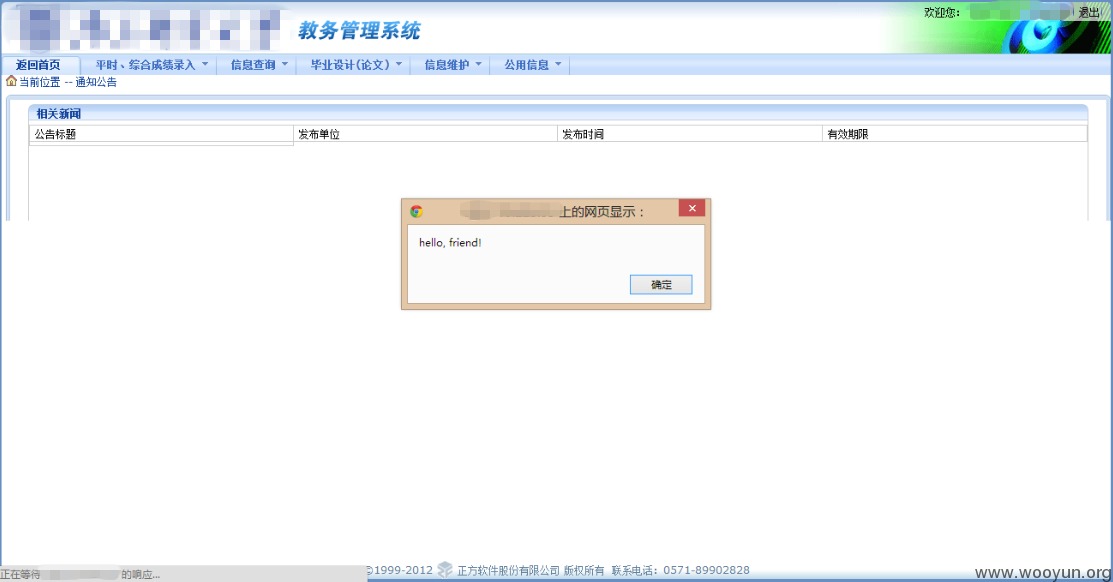 教务管理系统
欢迎您：
退出
返回首页 平时、综合成绩录入 信息查询 毕业设计(论文) 信息维护 公用信息
当前位置 -- 通知公告
相关新闻
公告标题 发布单位 发布时间 有效期限
上的网页显示：
hello, friend!
确定
正在等待 的响应...
©1999-2012 正方软件股份有限公司 版权所有 联系电话：0571-89902828
www.wooyun.org